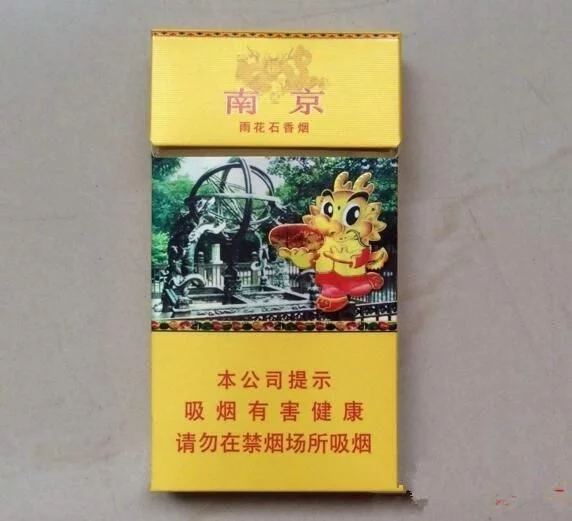 南京
雨花石香烟
本公司提示
吸烟有害健康
请勿在禁烟场所吸烟